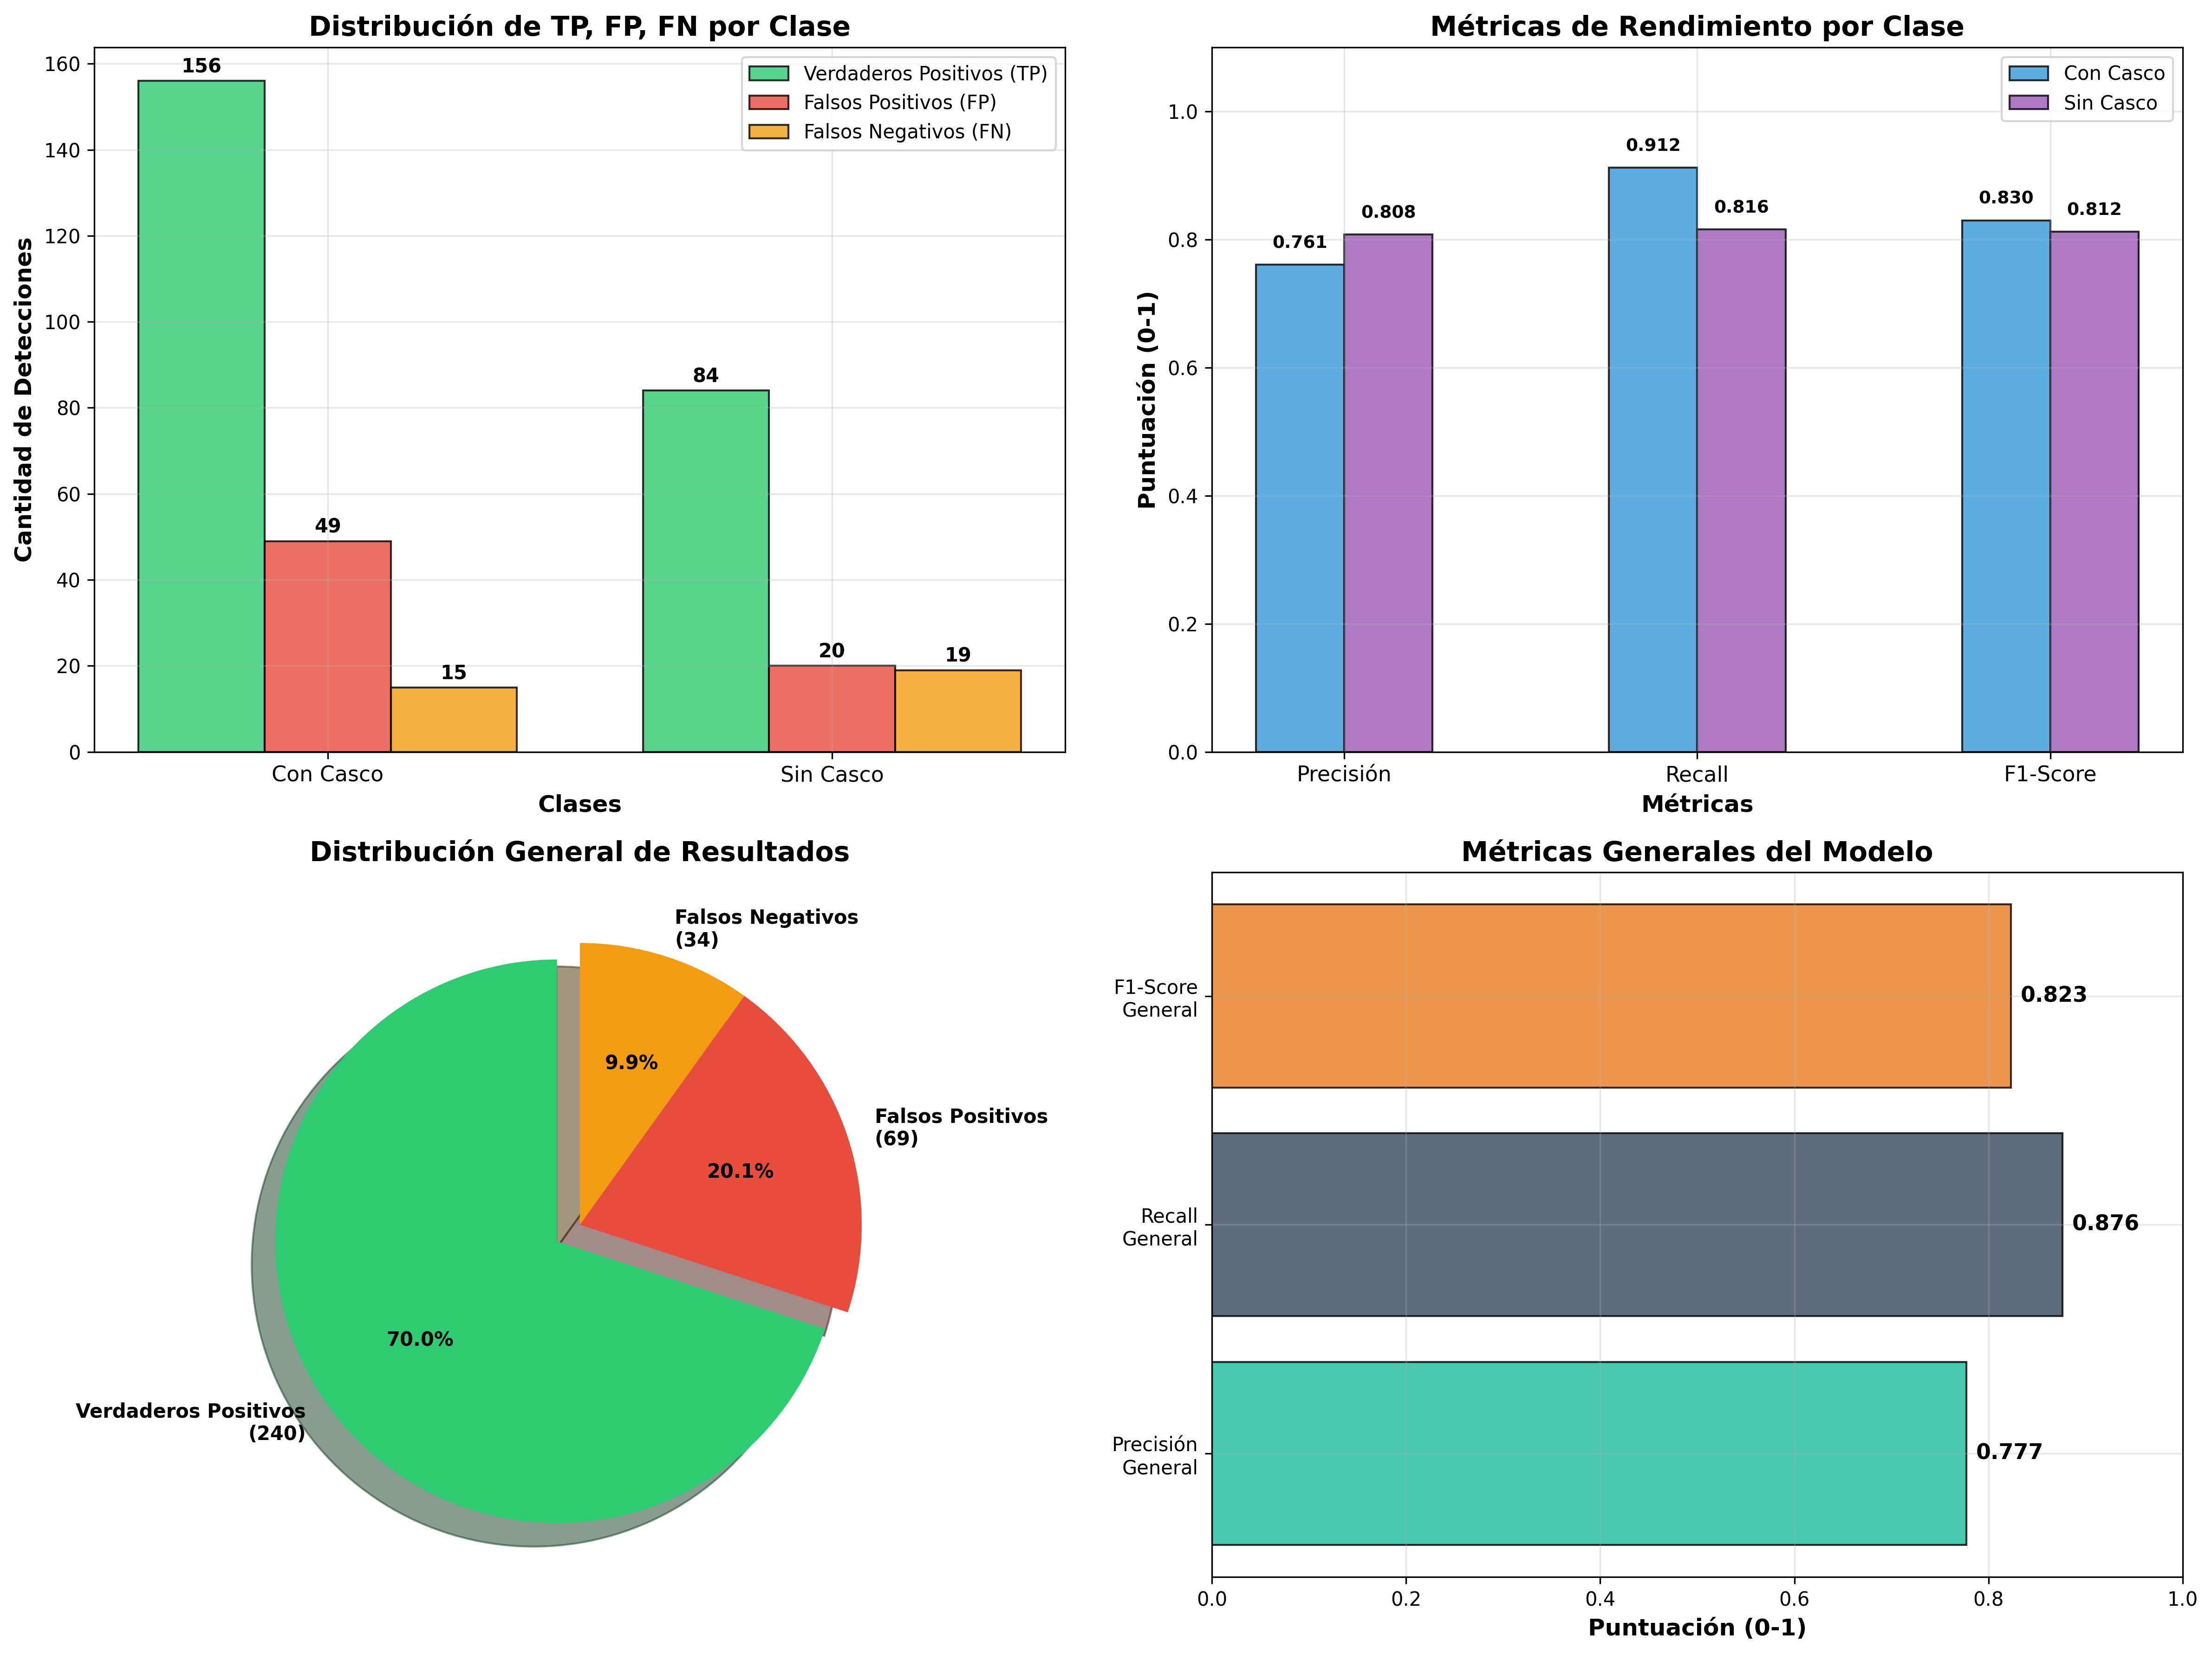 Distribución de TP, FP, FN por Clase
Cantidad de Detecciones
160
140
120
100
80
60
40
20
0
156
49
15
84
20
19
Verdaderos Positivos (TP)
Falsos Positivos (FP)
Falsos Negativos (FN)
Con Casco
Sin Casco
Clases
Métricas de Rendimiento por Clase
Puntuación (0-1)
1.0
0.8
0.6
0.4
0.2
0.0
Con Casco
Sin Casco
0.761
0.808
0.912
0.816
0.830
0.812
Precisión
Recall
F1-Score
Métricas
Distribución General de Resultados
Falsos Negativos
(34)
9.9%
Falsos Positivos
(69)
20.1%
70.0%
Verdaderos Positivos
(240)
Métricas Generales del Modelo
F1-Score
General
0.823
Recall
General
0.876
Precisión
General
0.777
0.0
0.2
0.4
0.6
0.8
1.0
Puntuación (0-1)